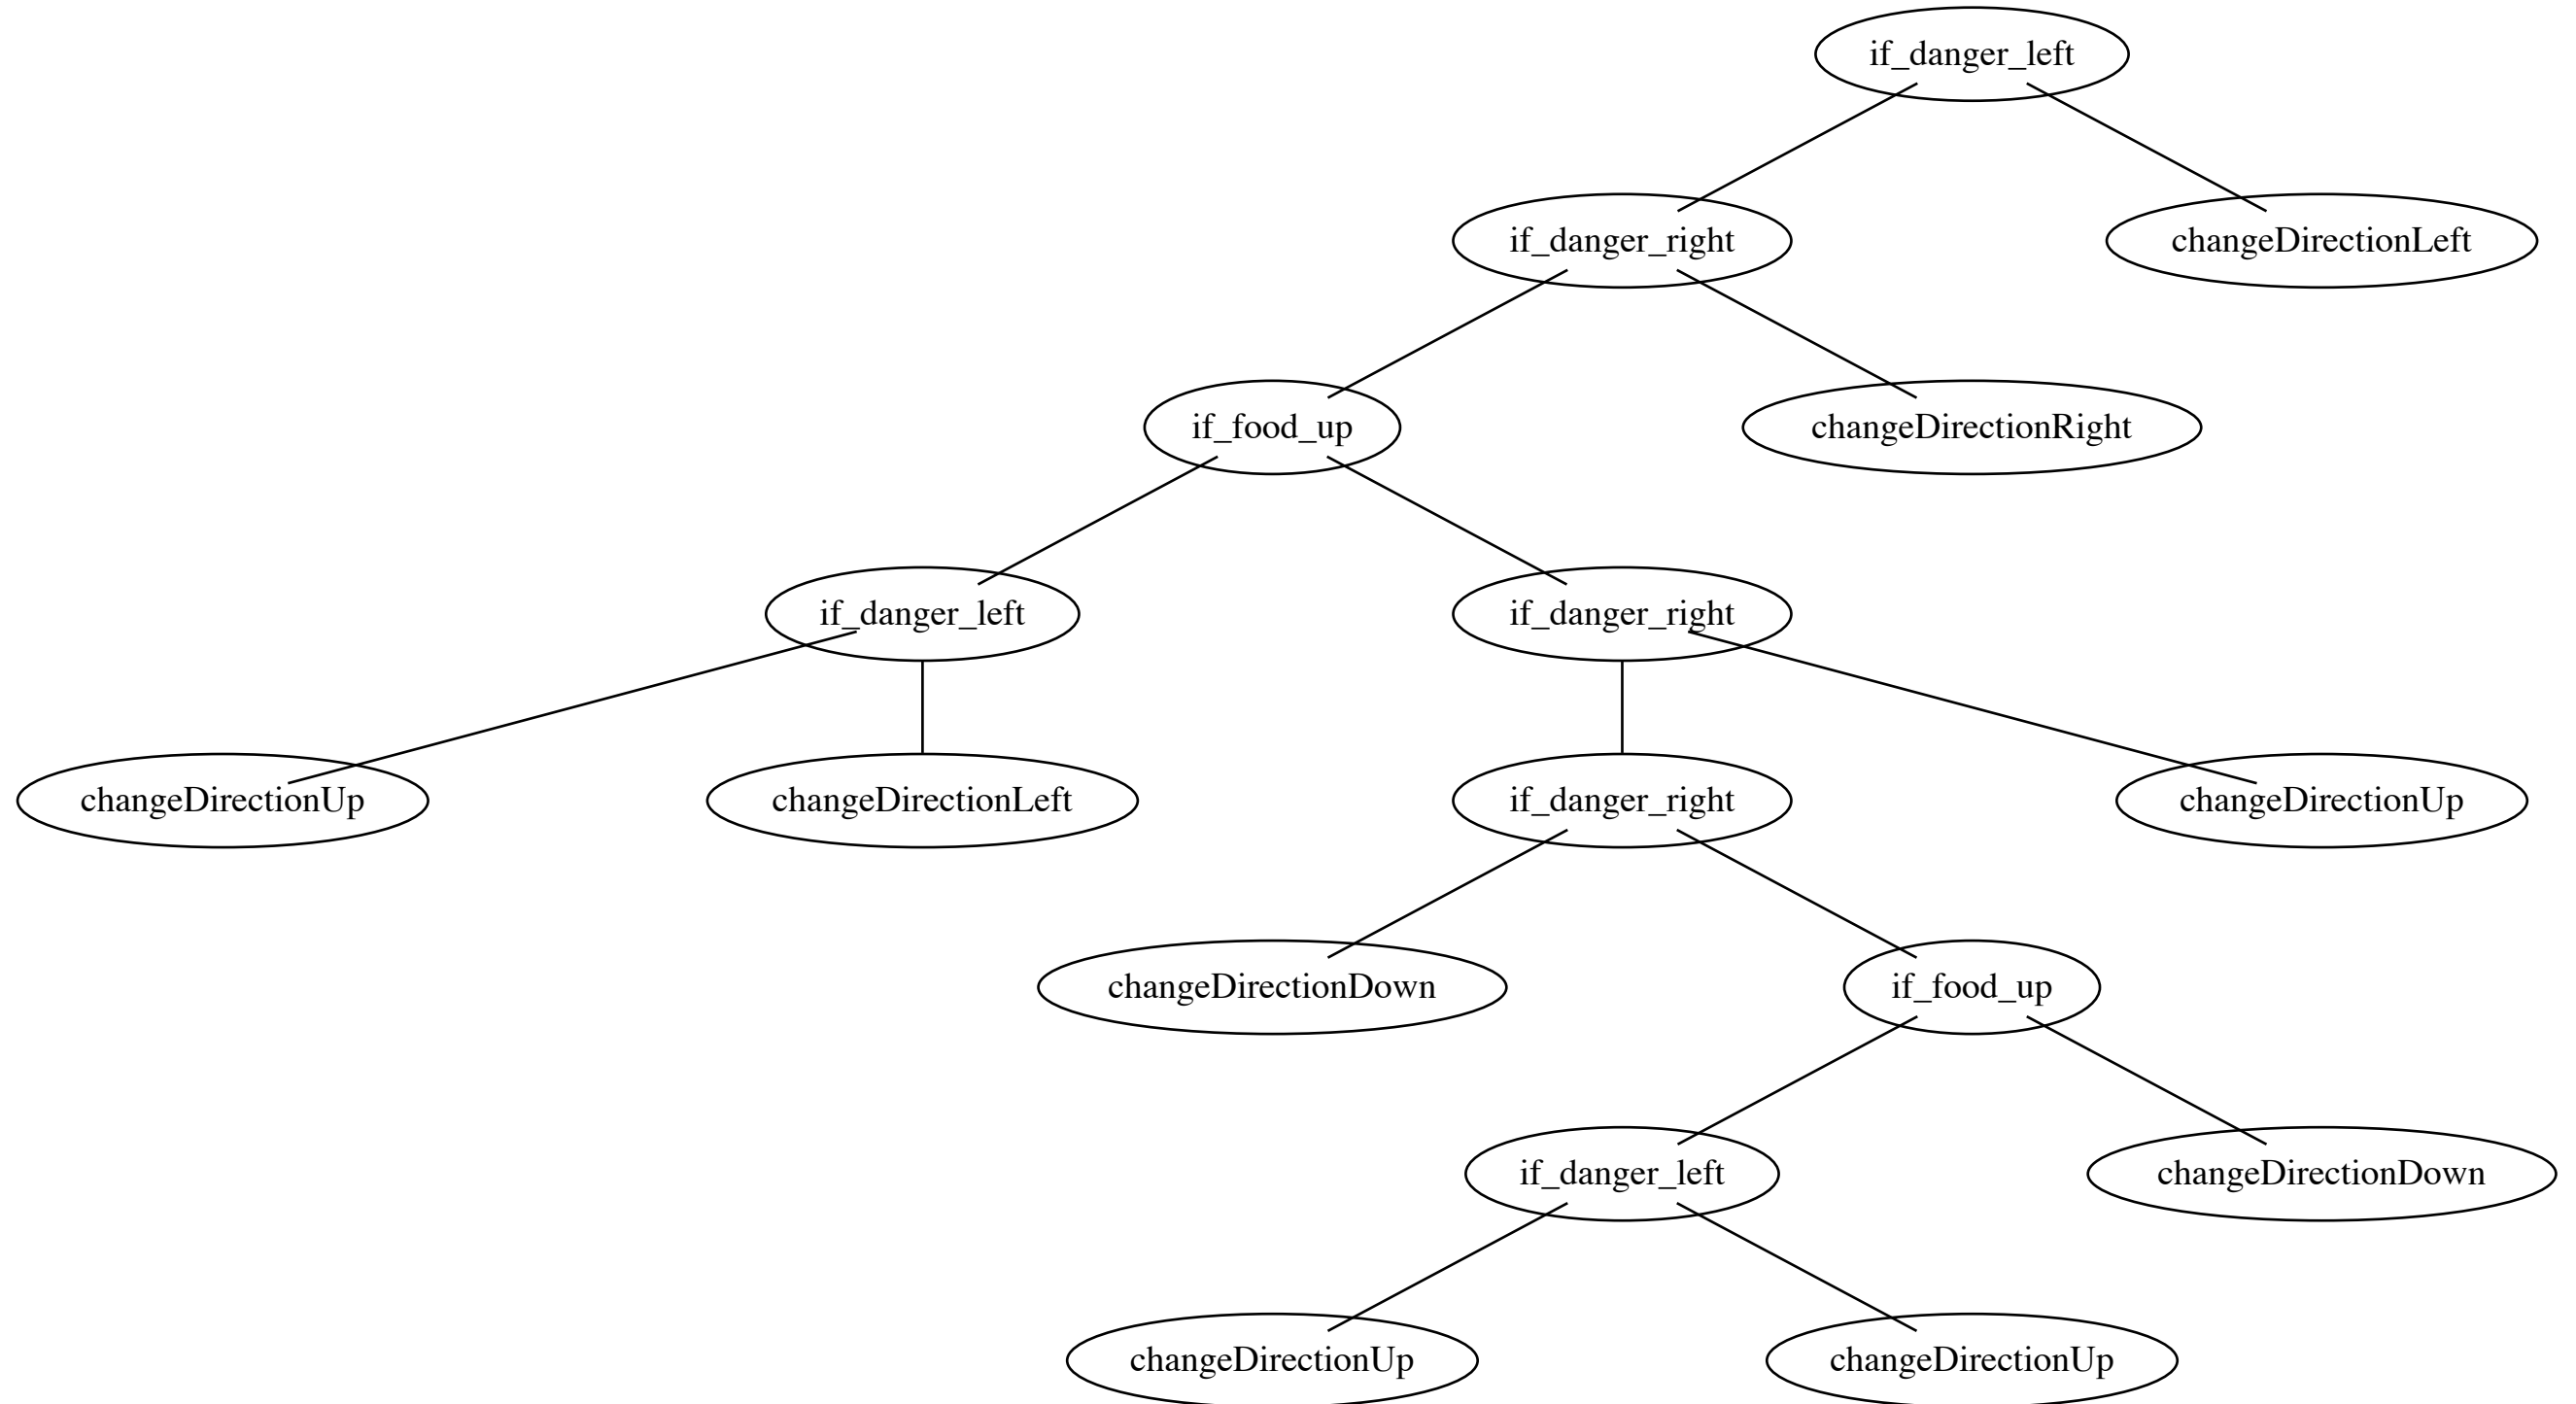 if_danger_left
if_danger_right
changeDirectionLeft
if_food_up
changeDirectionRight
if_danger_left
if_danger_right
changeDirectionUp
changeDirectionLeft
if_danger_right
changeDirectionUp
changeDirectionDown
if_food_up
if_danger_left
changeDirectionDown
changeDirectionUp
changeDirectionUp